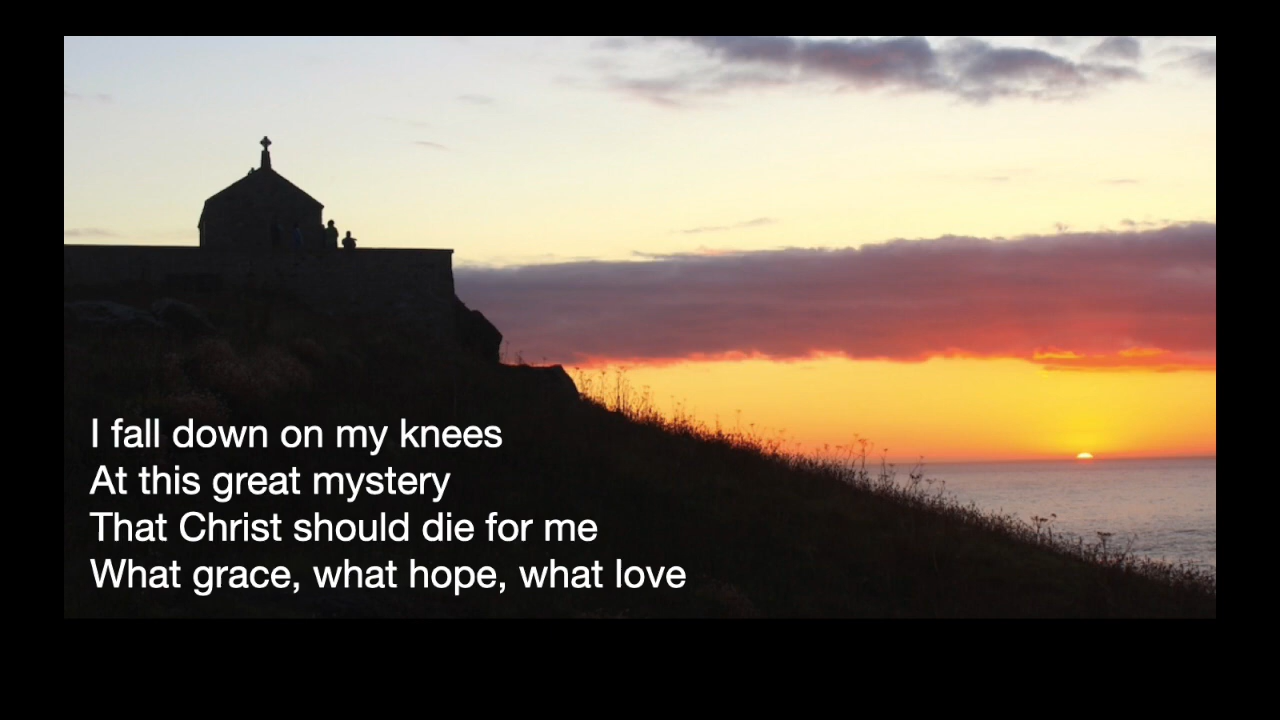 I fall down on my knees
At this great mystery
That Christ should die for me
What grace, what hope, what love